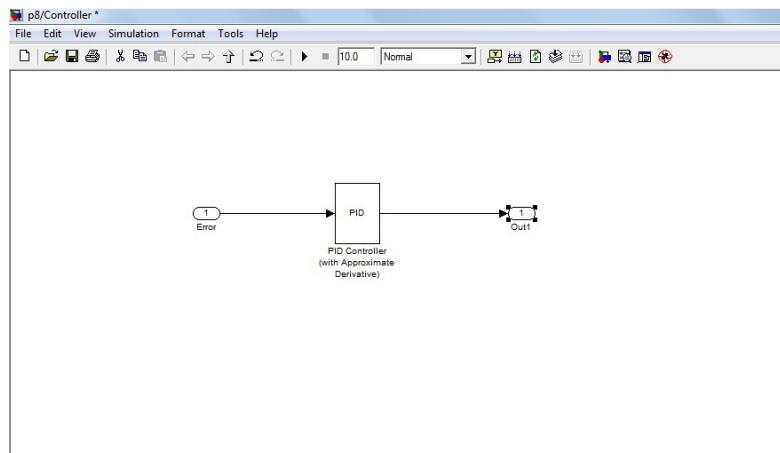 p8/Controller *
File Edit View Simulation Format Tools Help
10.0 Normal
1 PID 1
Error Out1
PID Controller
(with Approximate
Derivative)